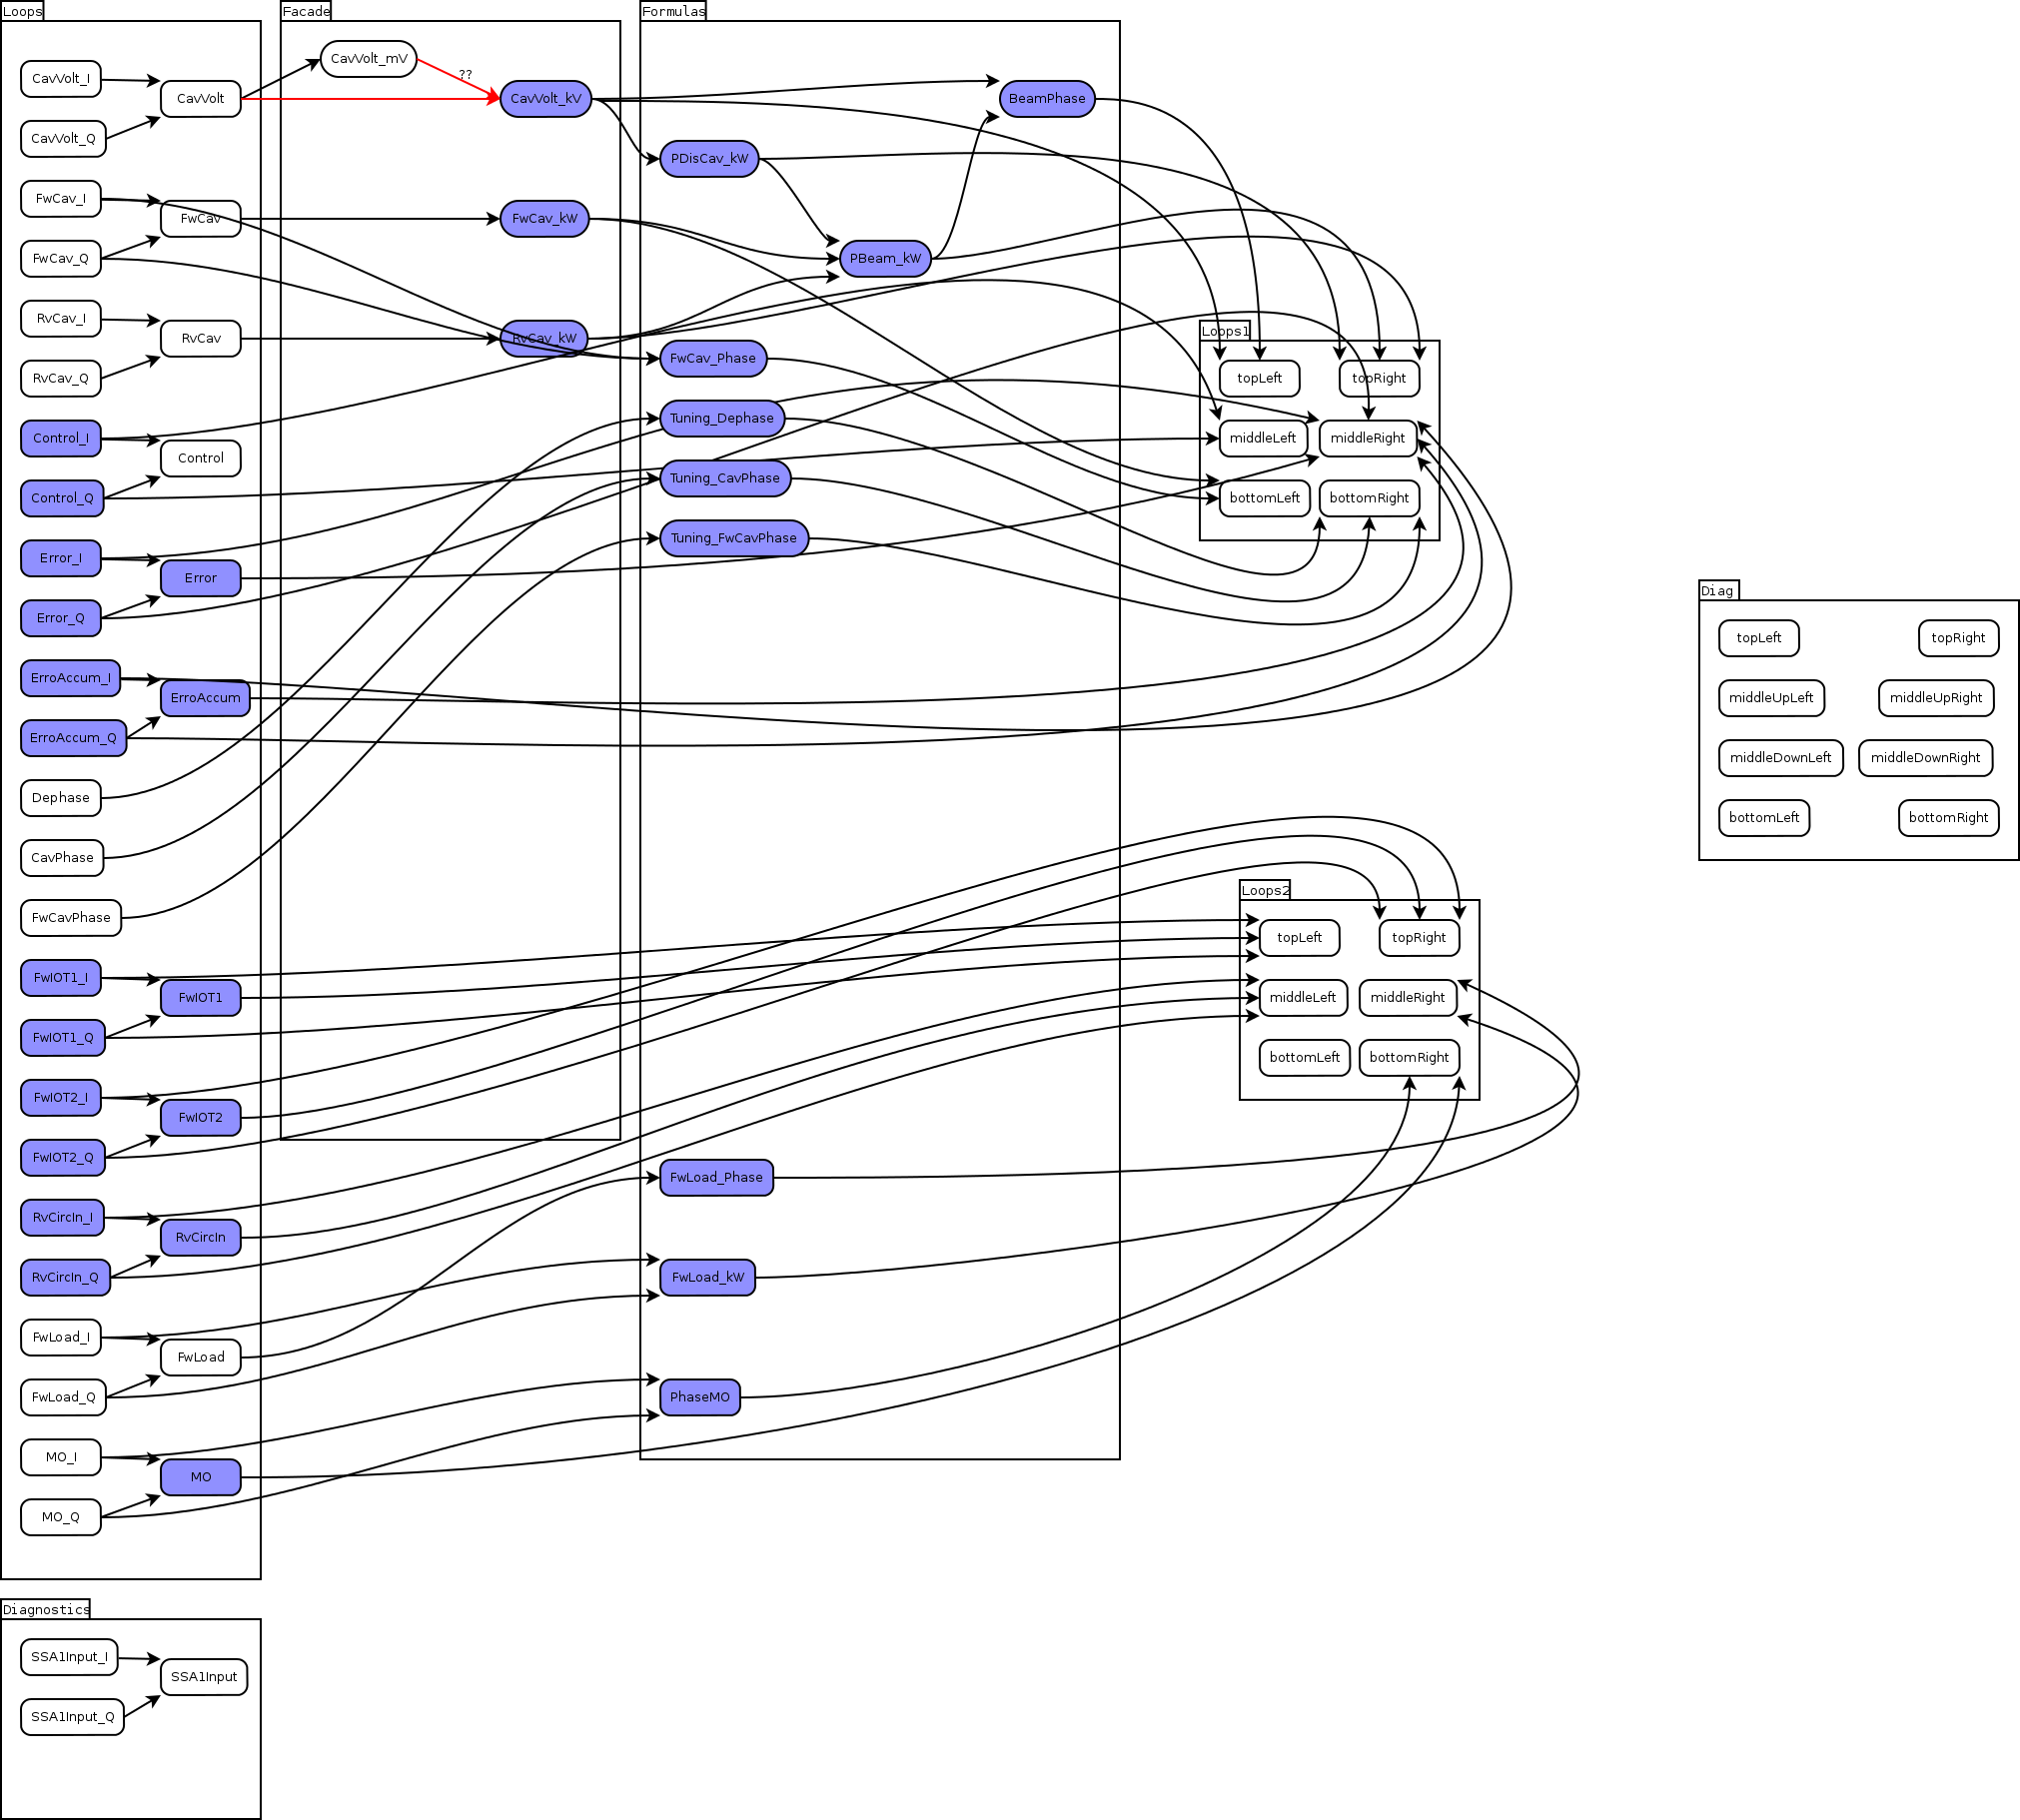 Loops
CavVolt_I
CavVolt
CavVolt_Q
FwCav_I
FwCav
FwCav_Q
RvCav_I
RvCav
RvCav_Q
Control_I
Control
Control_Q
Error_I
Error
Error_Q
ErroAccum_I
ErroAccum
ErroAccum_Q
Dephase
CavPhase
FwCavPhase
FwIOT1_I
FwIOT1
FwIOT1_Q
FwIOT2_I
FwIOT2
FwIOT2_Q
RvCircIn_I
RvCircIn
RvCircIn_Q
FwLoad_I
FwLoad
FwLoad_Q
MO_I
MO
MO_Q
Facade
CavVolt_mV
??
CavVolt_kV
FwCav_kW
RvCav_kW
Formulas
BeamPhase
PDisCav_kW
PBeam_kW
FwCav_Phase
Tuning_Dephase
Tuning_CavPhase
Tuning_FwCavPhase
FwLoad_Phase
FwLoad_kW
PhaseMO
Loops1
topLeft
topRight
middleLeft
middleRight
bottomLeft
bottomRight
Loops2
topLeft
topRight
middleLeft
middleRight
bottomLeft
bottomRight
Diag
topLeft
topRight
middleUpLeft
middleUpRight
middleDownLeft
middleDownRight
bottomLeft
bottomRight
Diagnostics
SSA1Input_I
SSA1Input
SSA1Input_Q